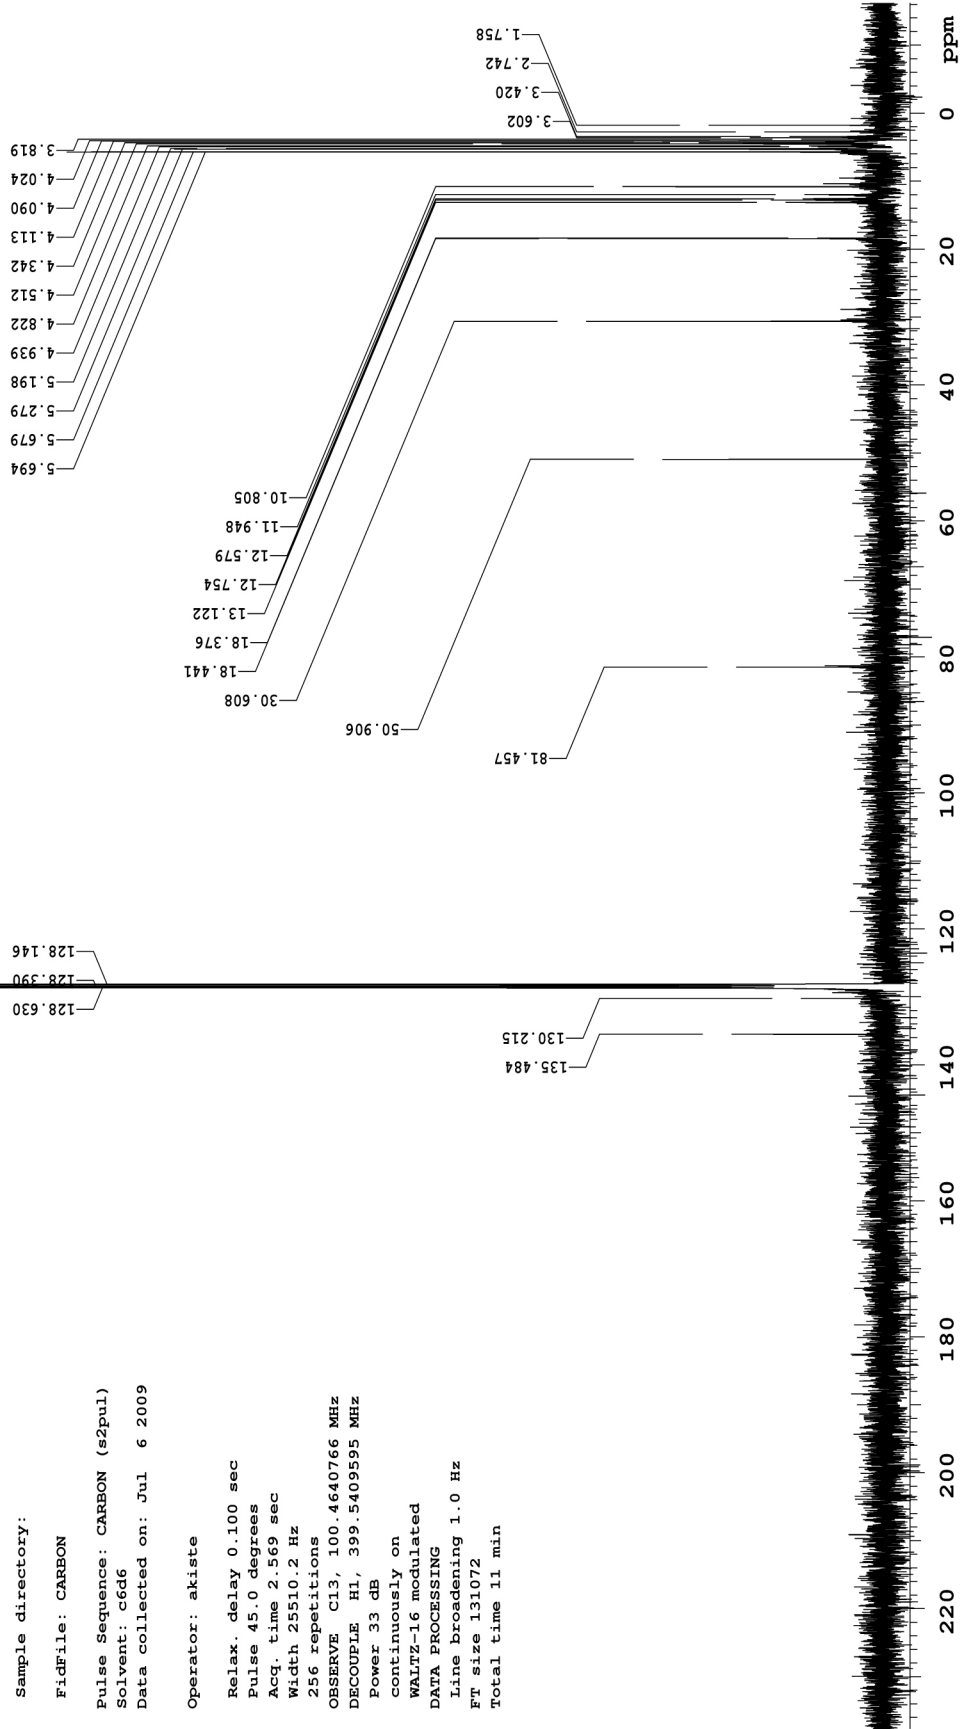 Sample directory:
FidFile: CARBON
Pulse Sequence: CARBON (s2pul)
Solvent: c6d6
Data collected on: Jul  6 2009
Operator: akiste
Relax. delay 0.100 sec
Pulse 45.0 degrees
Acq. time 2.569 sec
Width 25510.2 Hz
256 repetitions
OBSERVE  C13, 100.4640766 MHz
DECOUPLE  H1, 399.5409595 MHz
Power 33 dB
continuously on
WALTZ-16 modulated
DATA PROCESSING
Line broadening 1.0 Hz
FT size 131072
Total time 11 min
135.484
130.215
128.630
128.390
128.146
81.457
50.906
30.608
18.441
18.376
13.122
12.754
12.579
11.948
10.805
5.694
5.679
5.279
5.198
4.939
4.822
4.512
4.342
4.113
4.090
4.024
3.819
3.602
3.420
2.742
1.758
220
200
180
160
140
120
100
80
60
40
20
0
ppm